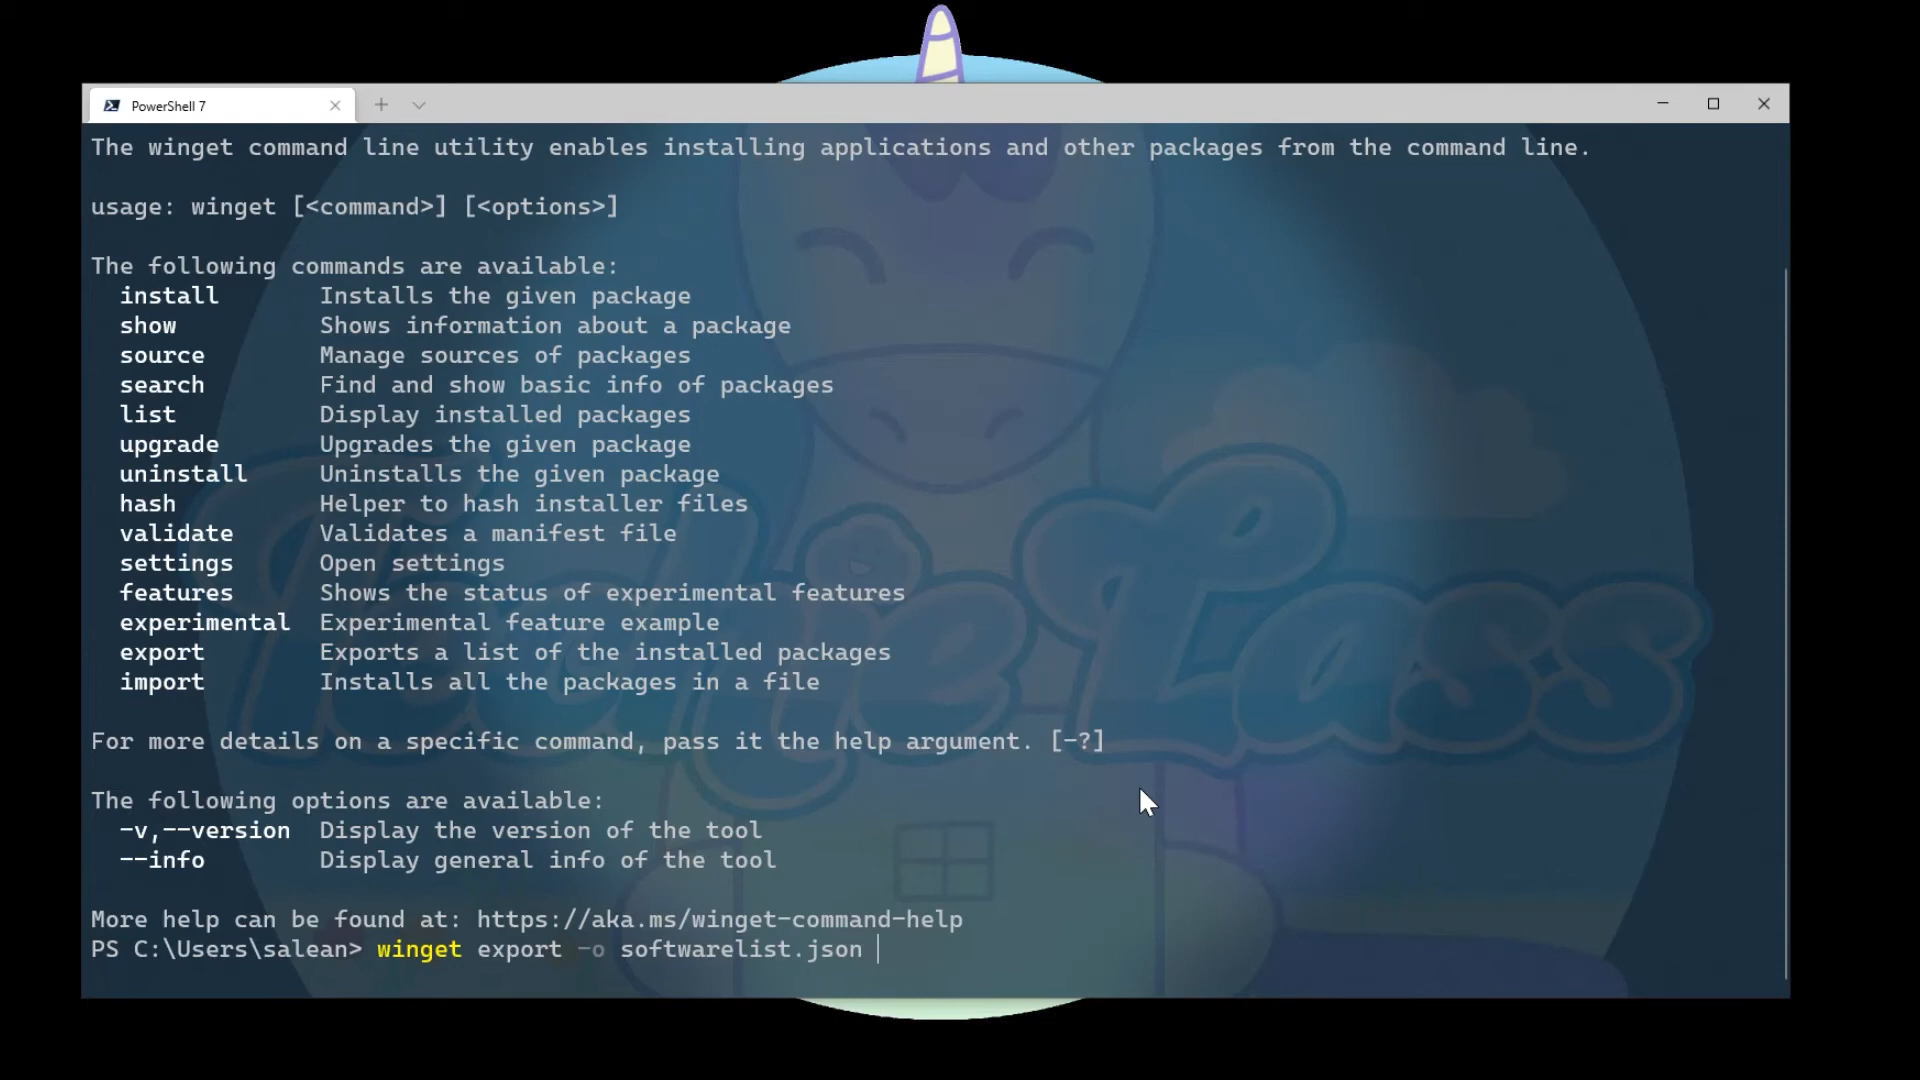 PowerShell 7
The winget command line utility enables installing applications and other packages from the command line.
usage: winget [<command>] [<options>]
The following commands are available:
install Installs the given package
show Shows information about a package
source Manage sources of packages
search Find and show basic info of packages
list Display installed packages
upgrade Upgrades the given package
uninstall Uninstalls the given package
hash Helper to hash installer files
validate Validates a manifest file
settings Open settings
features Shows the status of experimental features
experimental Experimental feature example
export Exports a list of the installed packages
import Installs all the packages in a file
For more details on a specific command, pass it the help argument. [-?]
The following options are available:
-v,--version Display the version of the tool
--info Display general info of the tool
More help can be found at: https://aka.ms/winget-command-help
PS C:\Users\salean> winget export -o softwarelist.json
Techie Lass